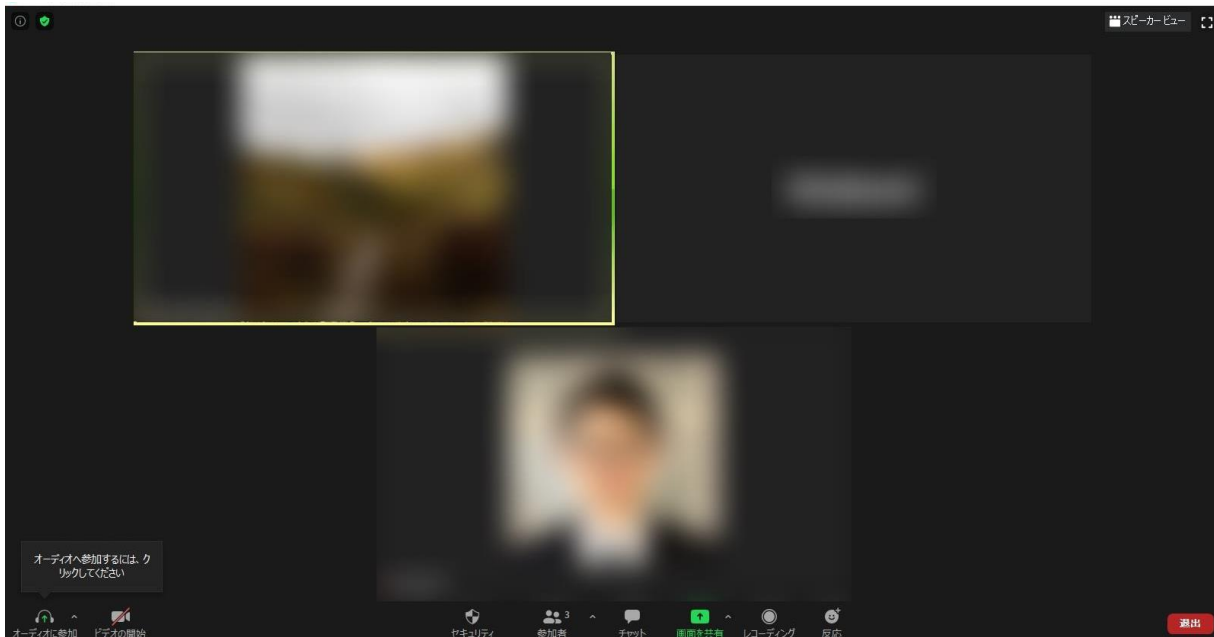 スピーカー ビュー
オーディオへ参加するには、ク
リックしてください
オーディオに参加
ビデオの開始
セキュリティ
参加者
3
チャット
画面を共有
レコーディング
反応
退出